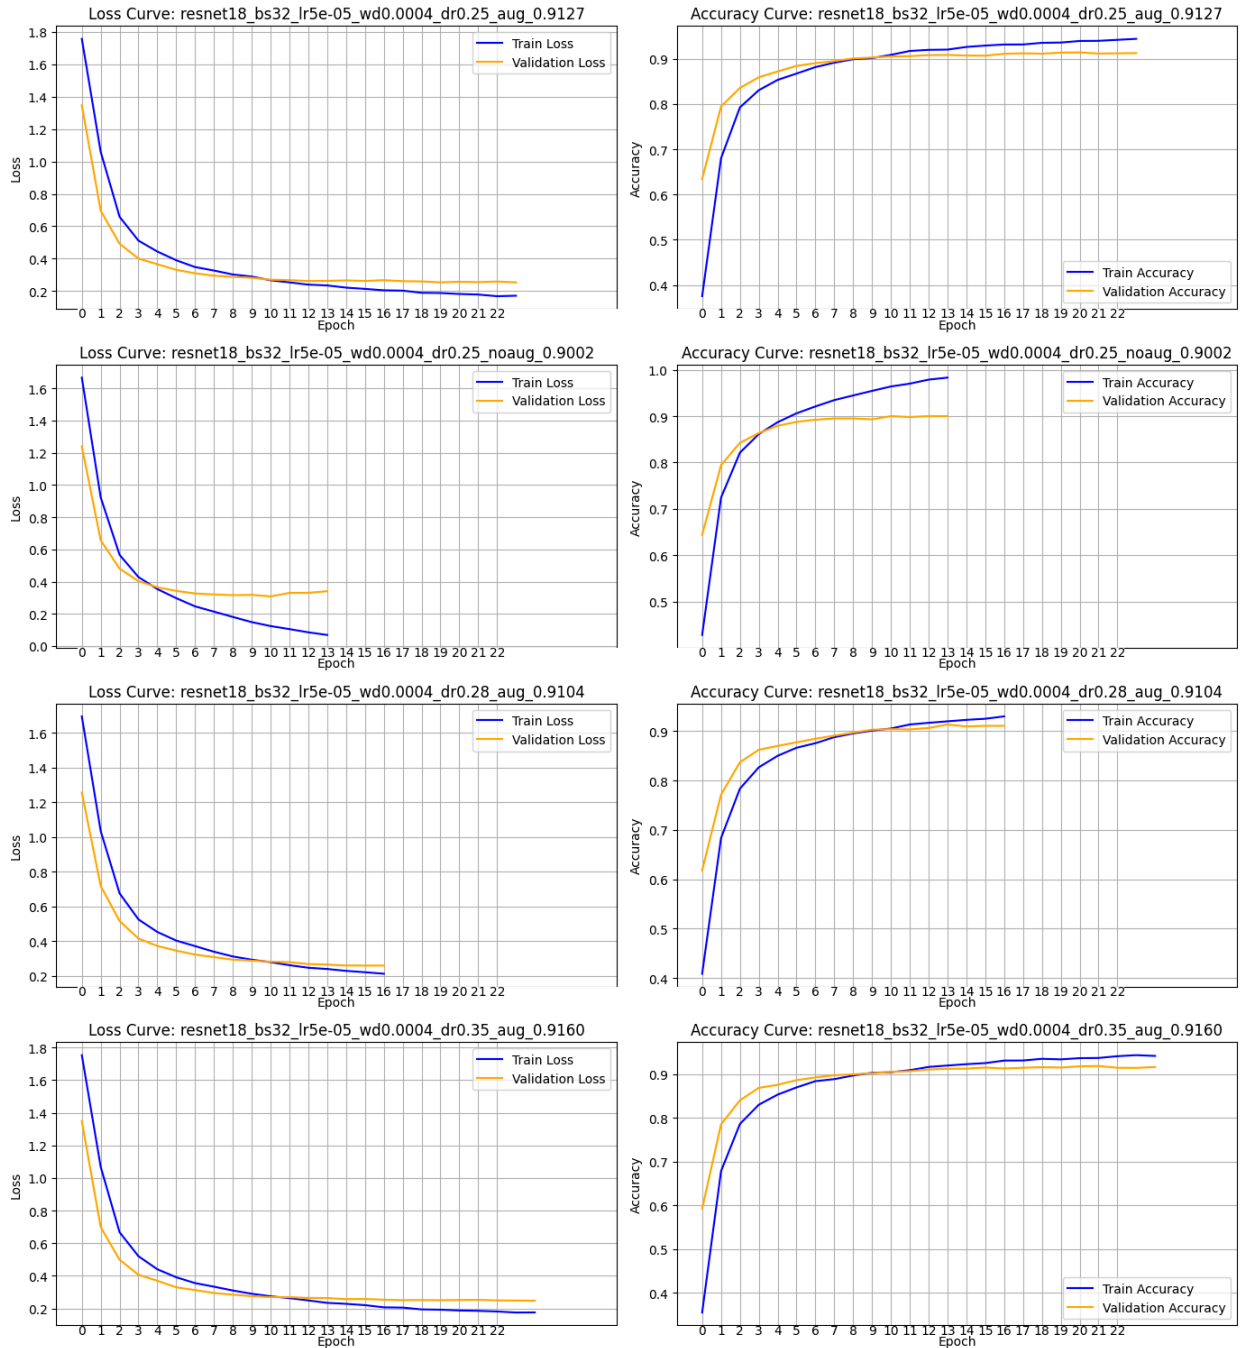 Loss Curve: resnet18_bs32_lr5e-05_wd0.0004_dr0.25_aug_0.9127
1.8
1.6
1.4
1.2
1.0
0.8
0.6
0.4
0.2
Loss
Train Loss
Validation Loss
0 1 2 3 4 5 6 7 8 9 10 11 12 13 14 15 16 17 18 19 20 21 22
Epoch
Accuracy Curve: resnet18_bs32_lr5e-05_wd0.0004_dr0.25_aug_0.9127
0.9
0.8
0.7
0.6
0.5
0.4
Accuracy
Train Accuracy
Validation Accuracy
0 1 2 3 4 5 6 7 8 9 10 11 12 13 14 15 16 17 18 19 20 21 22
Epoch
Loss Curve: resnet18_bs32_lr5e-05_wd0.0004_dr0.25_noaug_0.9002
1.6
1.4
1.2
1.0
0.8
0.6
0.4
0.2
0.0
Loss
Train Loss
Validation Loss
0 1 2 3 4 5 6 7 8 9 10 11 12 13 14 15 16 17 18 19 20 21 22
Epoch
Accuracy Curve: resnet18_bs32_lr5e-05_wd0.0004_dr0.25_noaug_0.9002
1.0
0.9
0.8
0.7
0.6
0.5
Accuracy
Train Accuracy
Validation Accuracy
0 1 2 3 4 5 6 7 8 9 10 11 12 13 14 15 16 17 18 19 20 21 22
Epoch
Loss Curve: resnet18_bs32_lr5e-05_wd0.0004_dr0.28_aug_0.9104
1.6
1.4
1.2
1.0
0.8
0.6
0.4
0.2
Loss
Train Loss
Validation Loss
0 1 2 3 4 5 6 7 8 9 10 11 12 13 14 15 16 17 18 19 20 21 22
Epoch
Accuracy Curve: resnet18_bs32_lr5e-05_wd0.0004_dr0.28_aug_0.9104
0.9
0.8
0.7
0.6
0.5
0.4
Accuracy
Train Accuracy
Validation Accuracy
0 1 2 3 4 5 6 7 8 9 10 11 12 13 14 15 16 17 18 19 20 21 22
Epoch
Loss Curve: resnet18_bs32_lr5e-05_wd0.0004_dr0.35_aug_0.9160
1.8
1.6
1.4
1.2
1.0
0.8
0.6
0.4
0.2
Loss
Train Loss
Validation Loss
0 1 2 3 4 5 6 7 8 9 10 11 12 13 14 15 16 17 18 19 20 21 22
Epoch
Accuracy Curve: resnet18_bs32_lr5e-05_wd0.0004_dr0.35_aug_0.9160
0.9
0.8
0.7
0.6
0.5
0.4
Accuracy
Train Accuracy
Validation Accuracy
0 1 2 3 4 5 6 7 8 9 10 11 12 13 14 15 16 17 18 19 20 21 22
Epoch